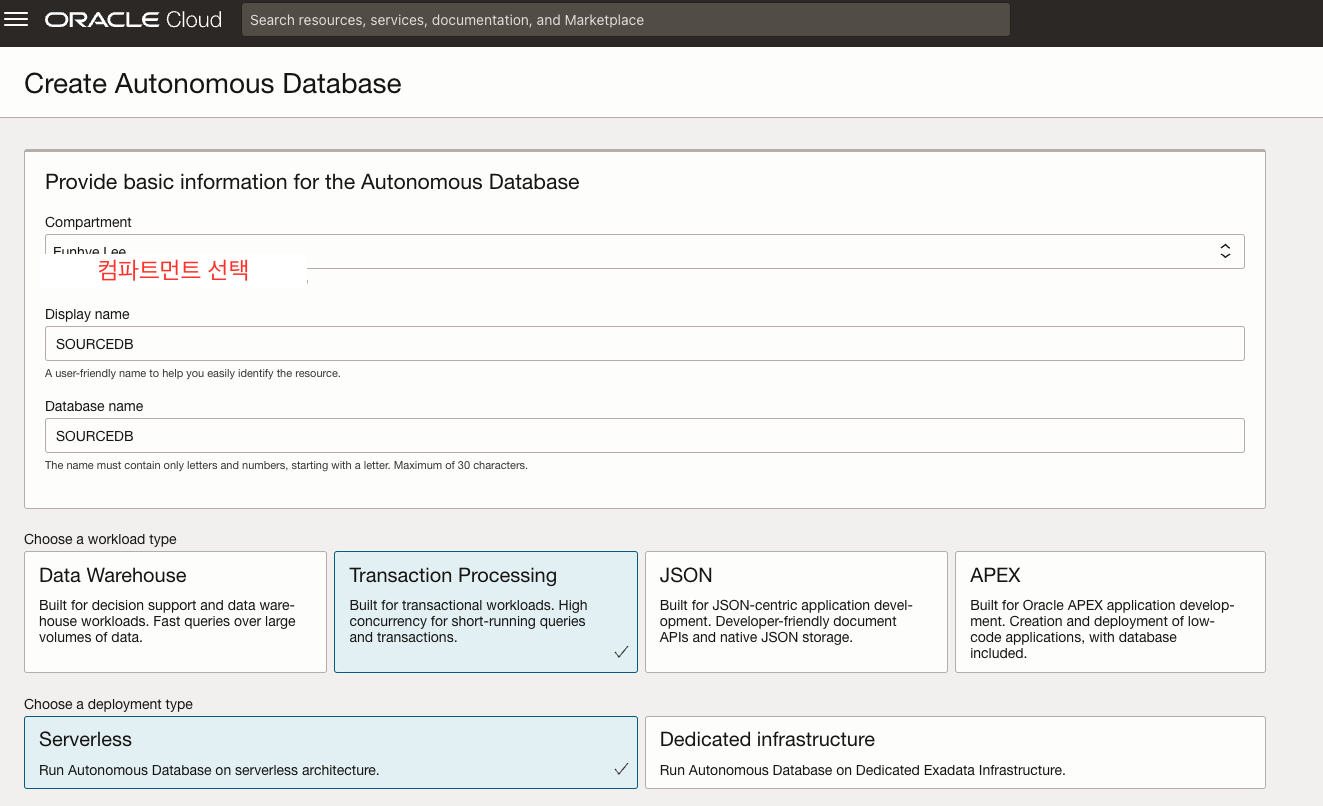 ORACLE Cloud
Search resources, services, documentation, and Marketplace
Create Autonomous Database
Provide basic information for the Autonomous Database
Compartment
Eunhye Lee
컴파트먼트 선택
Display name
SOURCEDB
A user-friendly name to help you easily identify the resource.
Database name
SOURCEDB
The name must contain only letters and numbers, starting with a letter. Maximum of 30 characters.
Choose a workload type
Data Warehouse
Built for decision support and data ware-
house workloads. Fast queries over large
volumes of data.
Transaction Processing
Built for transactional workloads. High
concurrency for short-running queries
and transactions.
JSON
Built for JSON-centric application devel-
opment. Developer-friendly document
APIs and native JSON storage.
APEX
Built for Oracle APEX application develop-
ment. Creation and deployment of low-
code applications, with database
included.
Choose a deployment type
Serverless
Run Autonomous Database on serverless architecture.
Dedicated infrastructure
Run Autonomous Database on Dedicated Exadata Infrastructure.